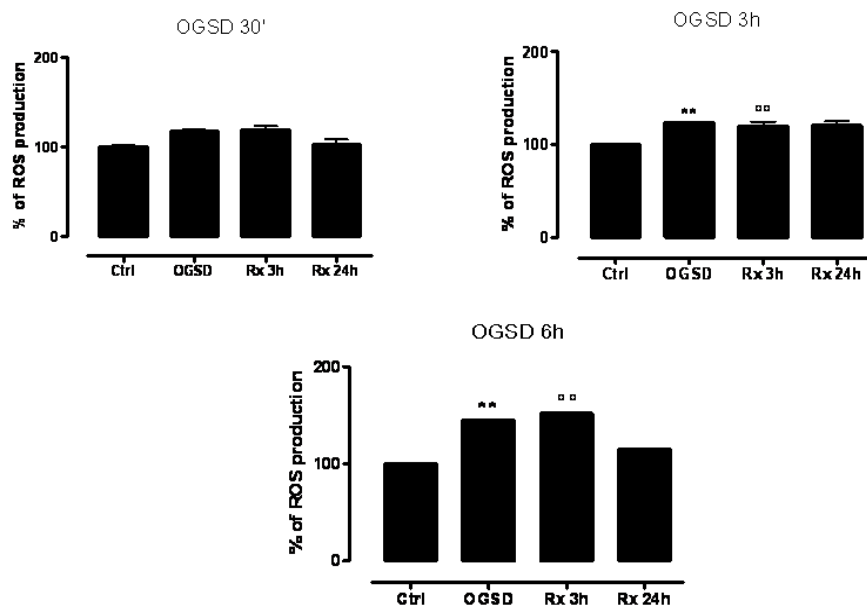 OGSD 30'
% of ROS production
200
100
0
Ctrl OGSD Rx 3h Rx 24h
OGSD 3h
% of ROS production
200
100
0
** ¤¤
Ctrl OGSD Rx 3h Rx 24h
OGSD 6h
% of ROS production
200
100
0
** ¤¤
Ctrl OGSD Rx 3h Rx 24h